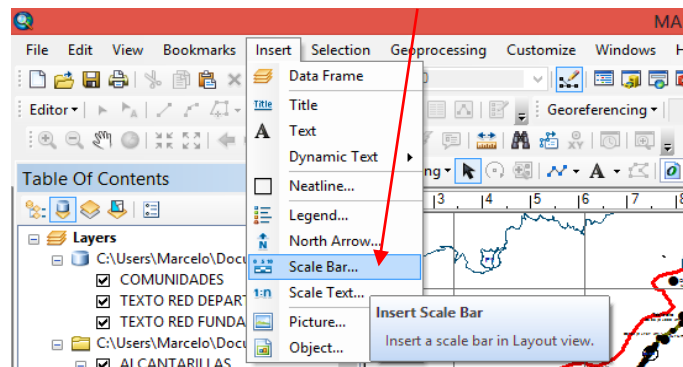 MA
File Edit View Bookmarks Insert Selection Geoprocessing Customize Windows H
Data Frame
Editor
Title Title
Georeferencing
A Text
Dynamic Text
Table Of Contents
Neatline...
3 4 5 6 7 8
Legend...
Layers
North Arrow...
C:\Users\Marcelo\Docu
Scale Bar...
COMUNIDADES
1:n Scale Text...
TEXTO RED DEPAR
Insert Scale Bar
TEXTO RED FUNDA
Picture...
Insert a scale bar in Layout view.
C:\Users\Marcelo\Docu
Object...
ALCANTARILLAS